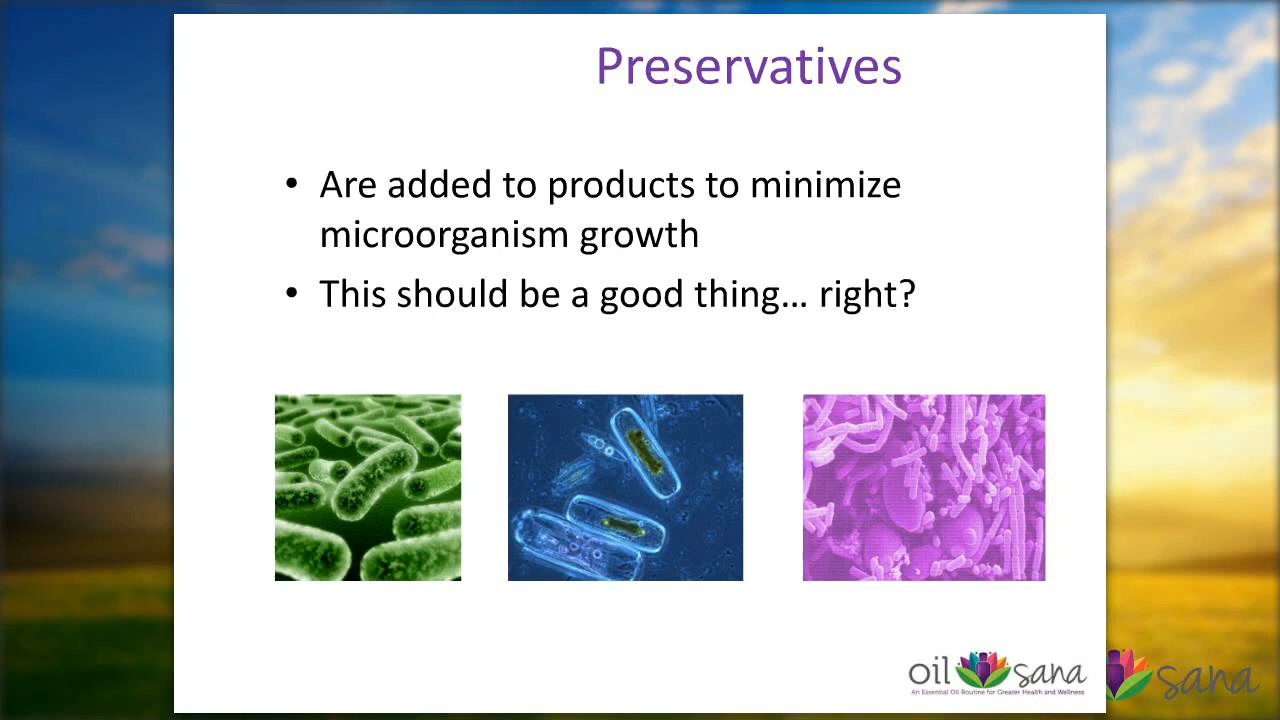 Preservatives
• Are added to products to minimize
microorganism growth
• This should be a good thing... right?
oil sana
An Essential Oil Routine for Greater Health and Wellness
sana